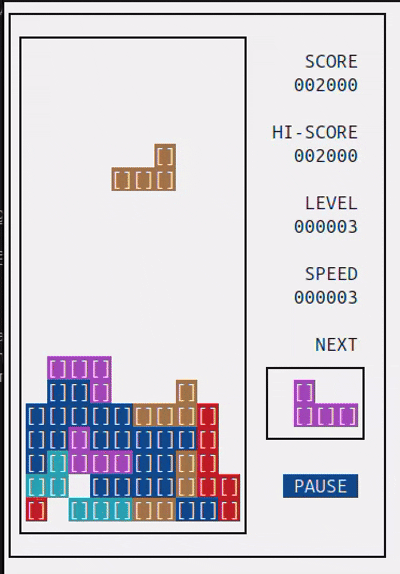 SCORE
002000
HI-SCORE
002000
LEVEL
000003
SPEED
000003
NEXT
PAUSE